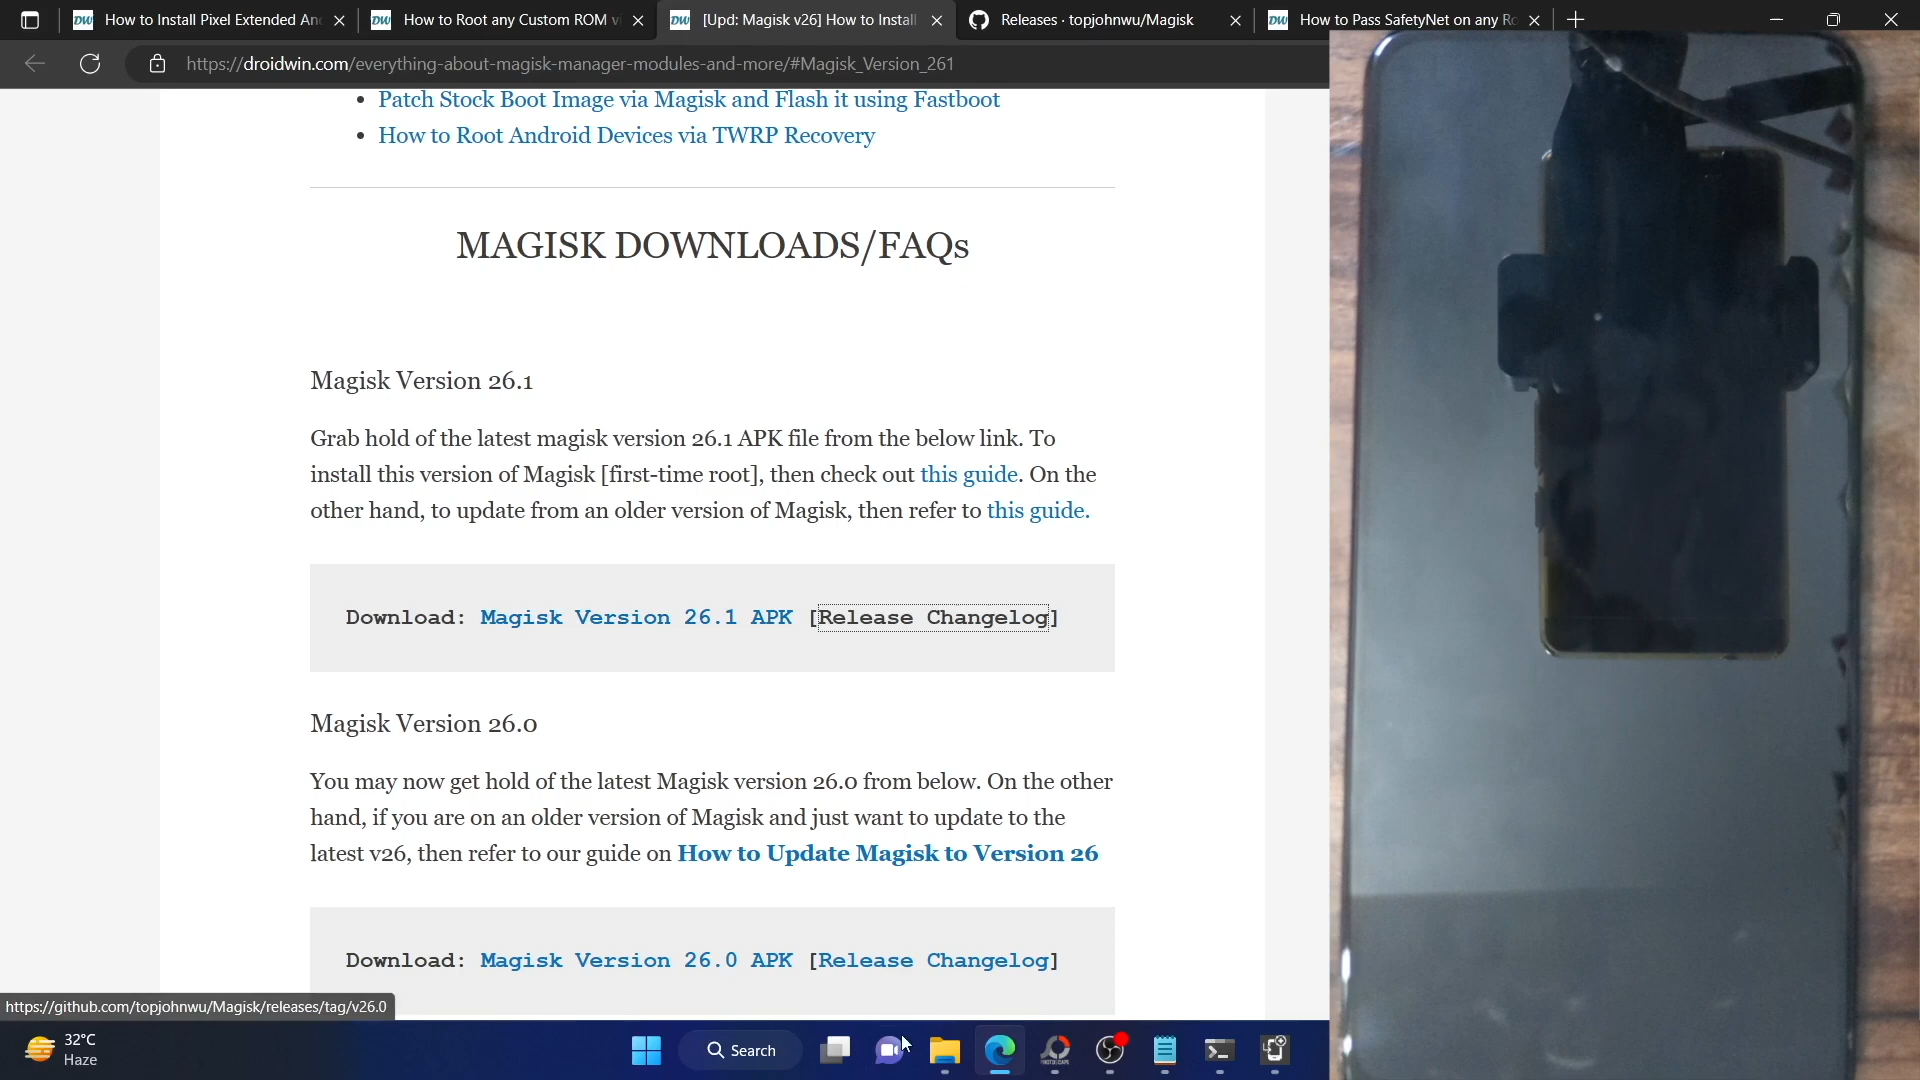 How to Install Pixel Extended An
How to Root any Custom ROM vi
[Upd: Magisk v26] How to Install
Releases · topjohnwu/Magisk
How to Pass SafetyNet on any Ro
https://droidwin.com/everything-about-magisk-manager-modules-and-more/#Magisk_Version_261
• Patch Stock Boot Image via Magisk and Flash it using Fastboot
• How to Root Android Devices via TWRP Recovery
MAGISK DOWNLOADS/FAQs
Magisk Version 26.1
Grab hold of the latest magisk version 26.1 APK file from the below link. To
install this version of Magisk [first-time root], then check out this guide. On the
other hand, to update from an older version of Magisk, then refer to this guide.
Download: Magisk Version 26.1 APK [Release Changelog]
Magisk Version 26.0
You may now get hold of the latest Magisk version 26.0 from below. On the other
hand, if you are on an older version of Magisk and just want to update to the
latest v26, then refer to our guide on How to Update Magisk to Version 26
Download: Magisk Version 26.0 APK [Release Changelog]
https://github.com/topjohnwu/Magisk/releases/tag/v26.0
32°C
Haze
Search